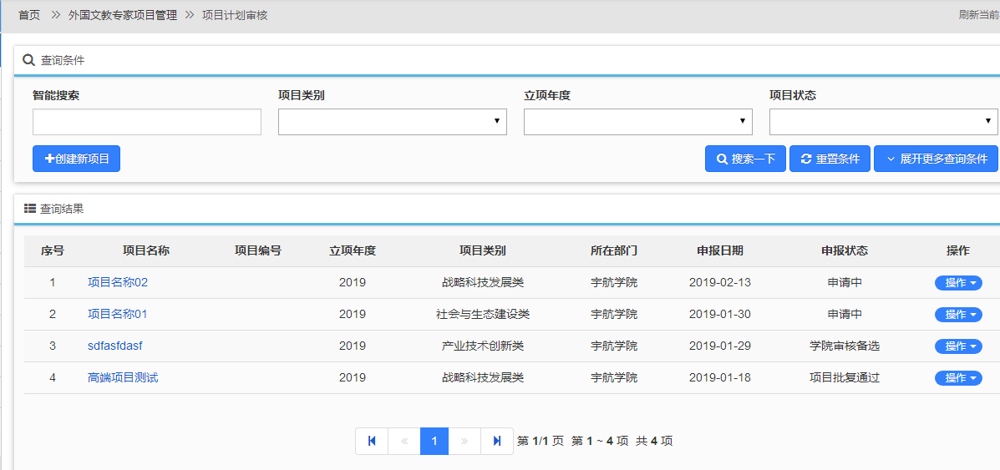 首页 外国文教专家项目管理 项目计划审核 刷新当前
查询条件
智能搜索 项目类别 立项年度 项目状态
创建新项目 搜索一下 重置条件 展开更多查询条件
查询结果
序号 项目名称 项目编号 立项年度 项目类别 所在部门 申报日期 申报状态 操作
1 项目名称02 2019 战略科技发展类 宇航学院 2019-02-13 申请中 操作
2 项目名称01 2019 社会与生态建设类 宇航学院 2019-01-30 申请中 操作
3 sdfasfdasf 2019 产业技术创新类 宇航学院 2019-01-29 学院审核备选 操作
4 高端项目测试 2019 战略科技发展类 宇航学院 2019-01-18 项目批复通过 操作
« 1 » 第 1/1 页 第 1 ~ 4 项 共 4 项